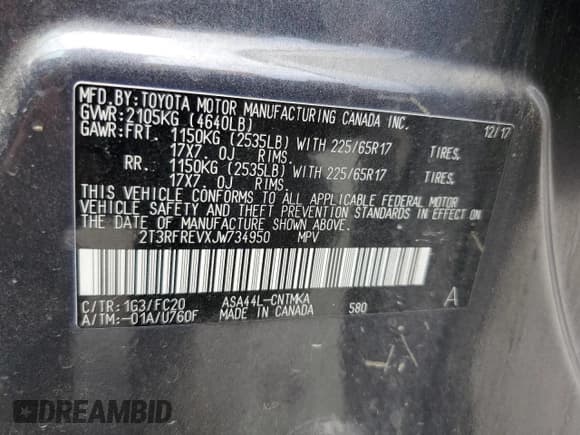 MFD. BY: TOYOTA MOTOR MANUFACTURING CANADA INC.
GVWR: 2105KG (4640LB) 12/17
GAWR: FRT. 1150KG (2535LB) WITH 225/65R17 TIRES,
17X7 0J RIMS.
RR. 1150KG (2535LB) WITH 225/65R17 TIRES,
17X7 0J RIMS.
THIS VEHICLE CONFORMS TO ALL APPLICABLE FEDERAL MOTOR
VEHICLE SAFETY AND THEFT PREVENTION STANDARDS IN EFFECT ON
THE DATE OF MANUFACTURE SHOWN ABOVE.
2T3RFREVXJW734950 MPV
C/TR: 1G3/FC20 ASA44L-CNTMKA A
A/TM: -01A/U760F MADE IN CANADA 580
DREAMBID